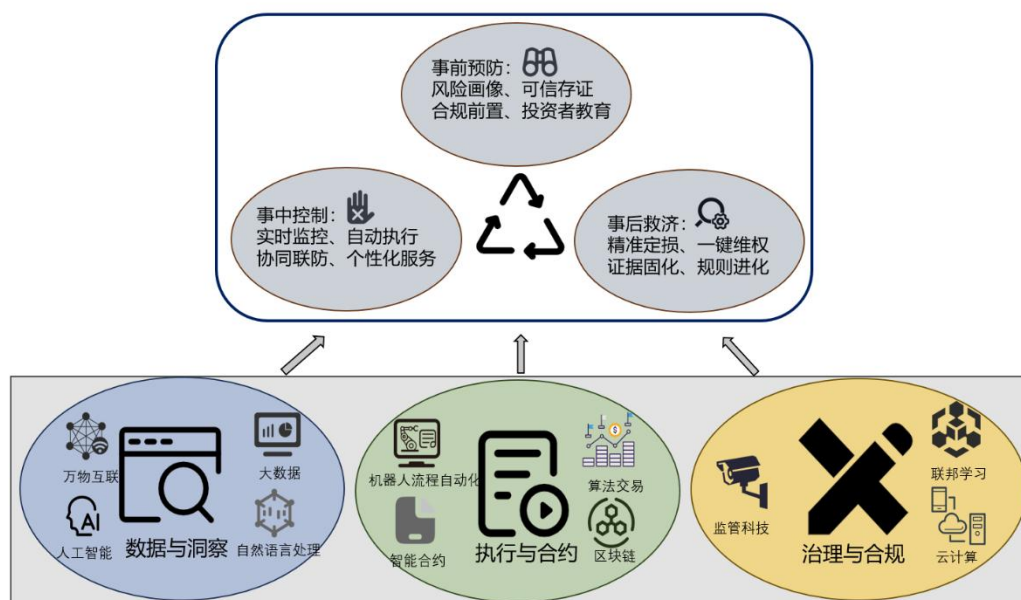 事前预防：
风险画像、可信存证
合规前置、投资者教育
事中控制：
实时监控、自动执行
协同联防、个性化服务
事后救济：
精准定损、一键维权
证据固化、规则进化
万物互联
大数据
AI
人工智能
数据与洞察
自然语言处理
机器人流程自动化
算法交易
智能合约
执行与合约
区块链
监管科技
治理与合规
联邦学习
云计算